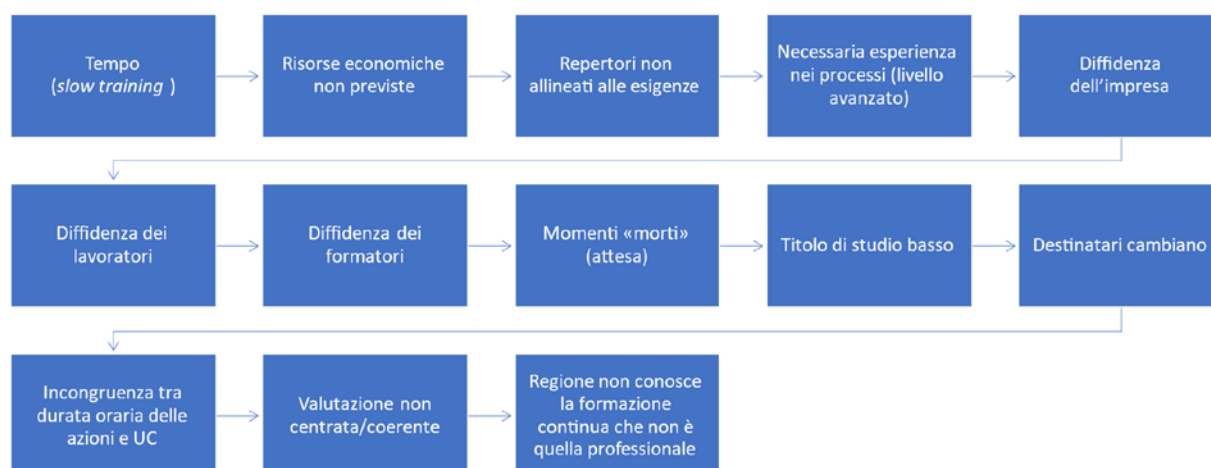 Tempo
(slow training )
Risorse economiche
non previste
Repertori non
allineati alle esigenze
Necessaria esperienza
nei processi (livello
avanzato)
Diffidenza
dell’impresa
Diffidenza dei
lavoratori
Diffidenza dei
formatori
Momenti «morti»
(attesa)
Titolo di studio basso
Destinatari cambiano
Incongruenza tra
durata oraria delle
azioni e UC
Valutazione non
centrata/coerente
Regione non conosce
la formazione
continua che non è
quella professionale